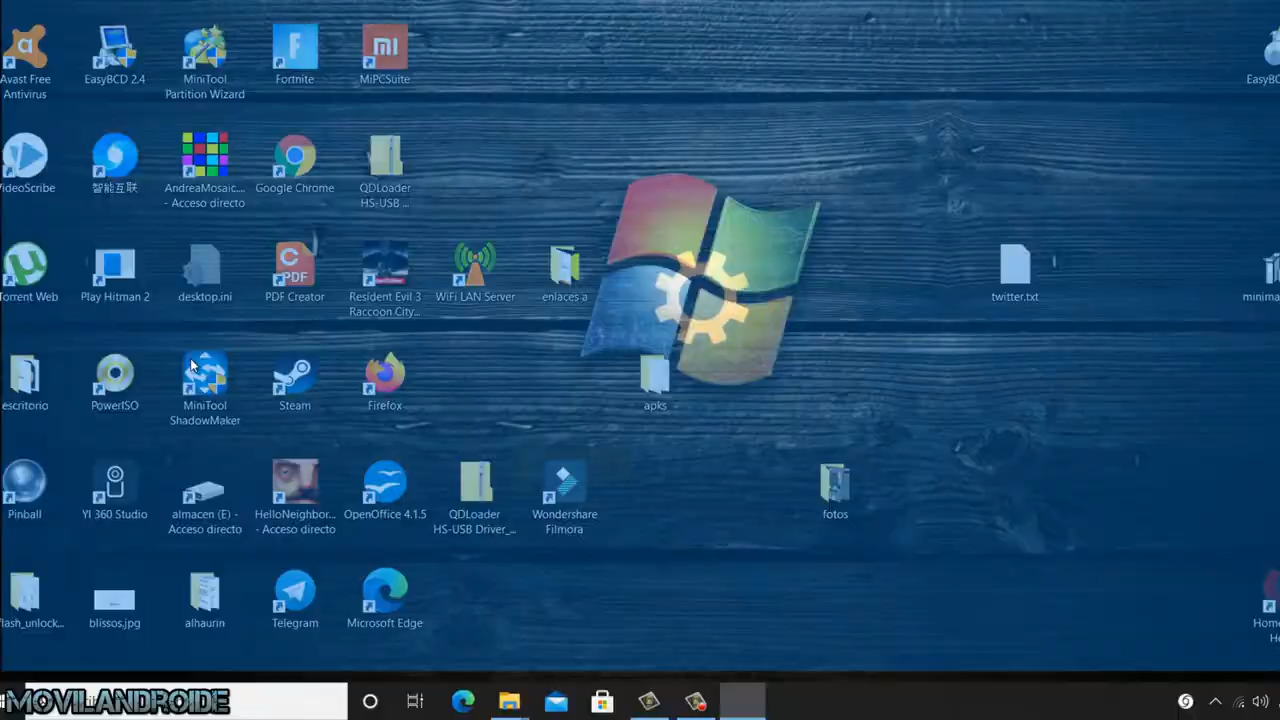 Avast Free
Antivirus
EasyBCD 2.4
MiniTool
Partition Wizard
Fortnite
MiPCSuite
EasyBC
VideoScribe
智能互联
AndreaMosaic...
- Acceso directo
Google Chrome
QDLoader
HS-USB ...
Torrent Web
Play Hitman 2
desktop.ini
PDF Creator
Resident Evil 3
Raccoon City...
WiFi LAN Server
enlaces a
twitter.txt
minima
escritorio
PowerISO
MiniTool
ShadowMaker
Steam
Firefox
apks
Pinball
YI 360 Studio
almacen (E) -
Acceso directo
HelloNeighbor...
- Acceso directo
OpenOffice 4.1.5
QDLoader
HS-USB Driver_...
Wondershare
Filmora
fotos
flash_unlock...
blissos.jpg
alhaurin
Telegram
Microsoft Edge
Home
He
MOVILANDROIDE